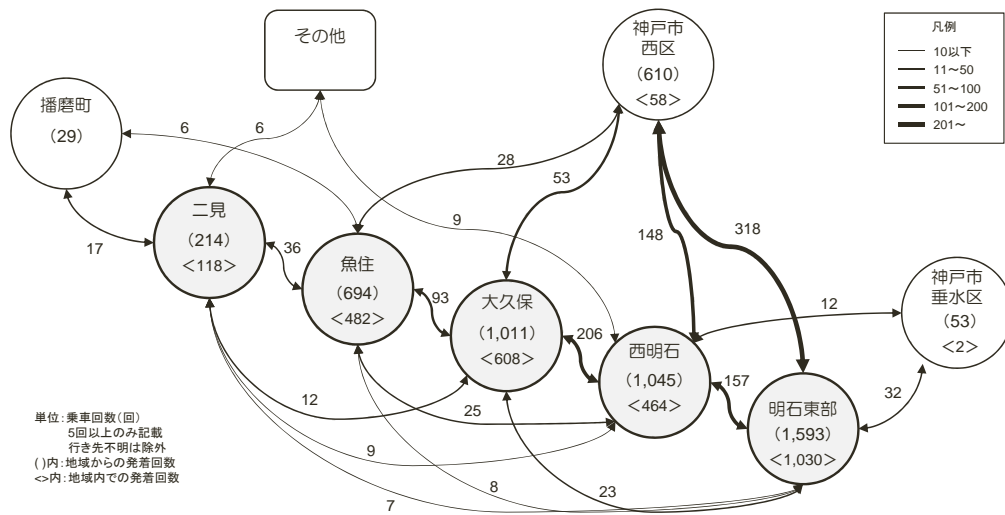 その他
神戸市
西区
(610)
<58>
凡例
10以下
11～50
51～100
101～200
201～
播磨町
(29)
6
6
28
53
9
148
318
17
二見
(214)
<118>
36
魚住
(694)
<482>
93
大久保
(1,011)
<608>
206
西明石
(1,045)
<464>
157
明石東部
(1,593)
<1,030>
12
神戸市
垂水区
(53)
<2>
32
12
25
9
8
23
7
単位:乗車回数(回)
5回以上のみ記載
行き先不明は除外
( )内:地域からの発着回数
<>内:地域内での発着回数